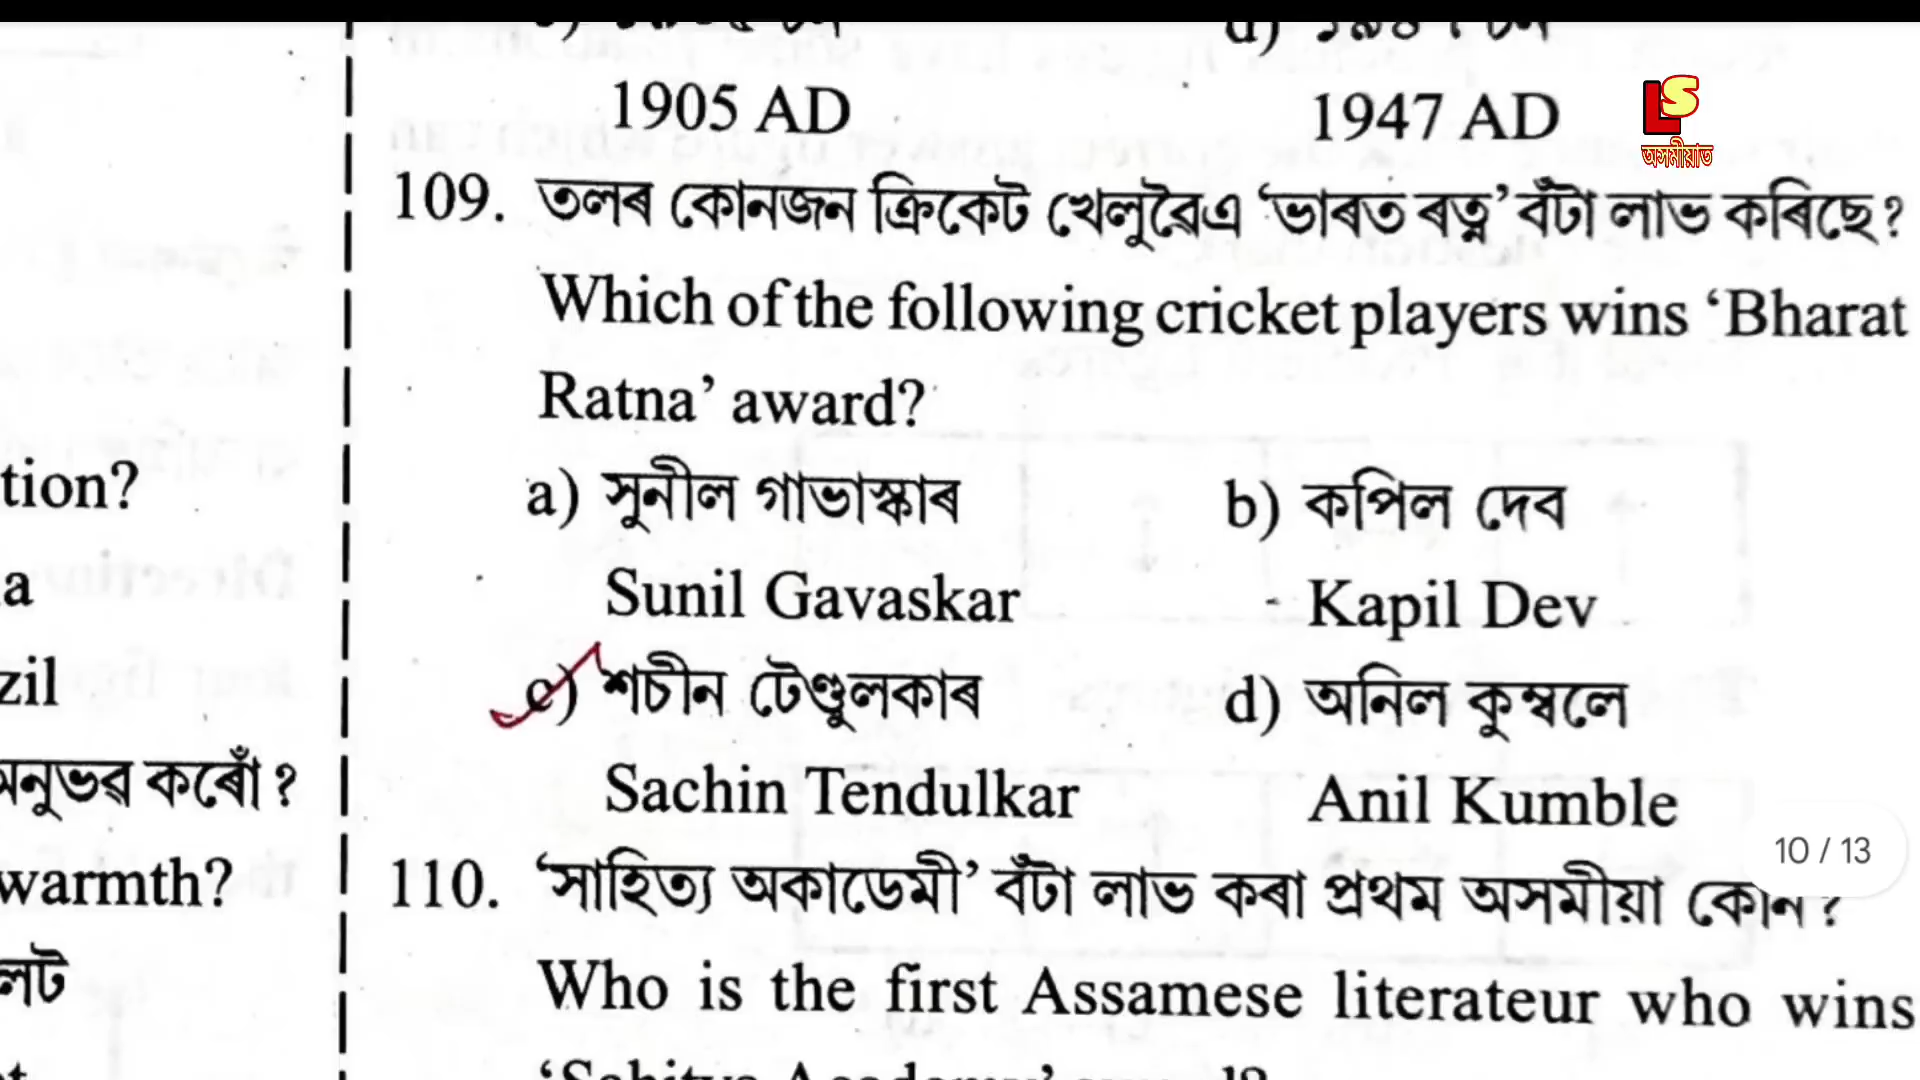 1905 AD
1947 AD
LS
অসমীয়াত
109. তলৰ কোনজন ক্ৰিকেট খেলুৱৈএ ‘ভাৰত ৰত্ন’ বঁটা লাভ কৰিছে?
Which of the following cricket players wins ‘Bharat
Ratna’ award?
a) সুনীল গাভাস্কাৰ
b) কপিল দেব
Sunil Gavaskar
Kapil Dev
c) শচীন টেণ্ডুলকাৰ
d) অনিল কুম্বলে
Sachin Tendulkar
Anil Kumble
110. ‘সাহিত্য অকাডেমী’ বঁটা লাভ কৰা প্ৰথম অসমীয়া কোন?
Who is the first Assamese literateur who wins
tion?
a
zil
অনুভৱ কৰোঁ?
warmth?
লট
10 / 13